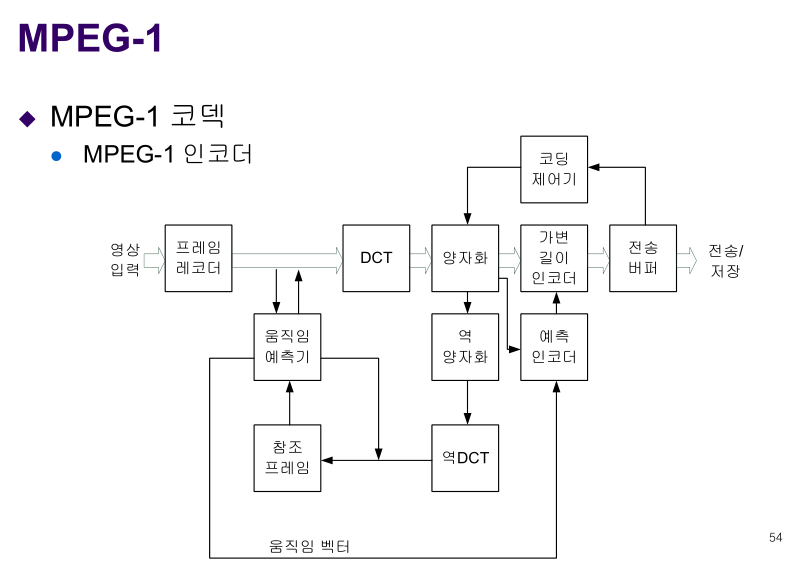 MPEG-1
MPEG-1 코덱
MPEG-1 인코더
코딩
제어기
영상
입력
프레임
레코더
DCT
양자화
가변
길이
인코더
전송
버퍼
전송/
저장
움직임
예측기
역
양자화
예측
인코더
참조
프레임
역DCT
움직임 벡터
54